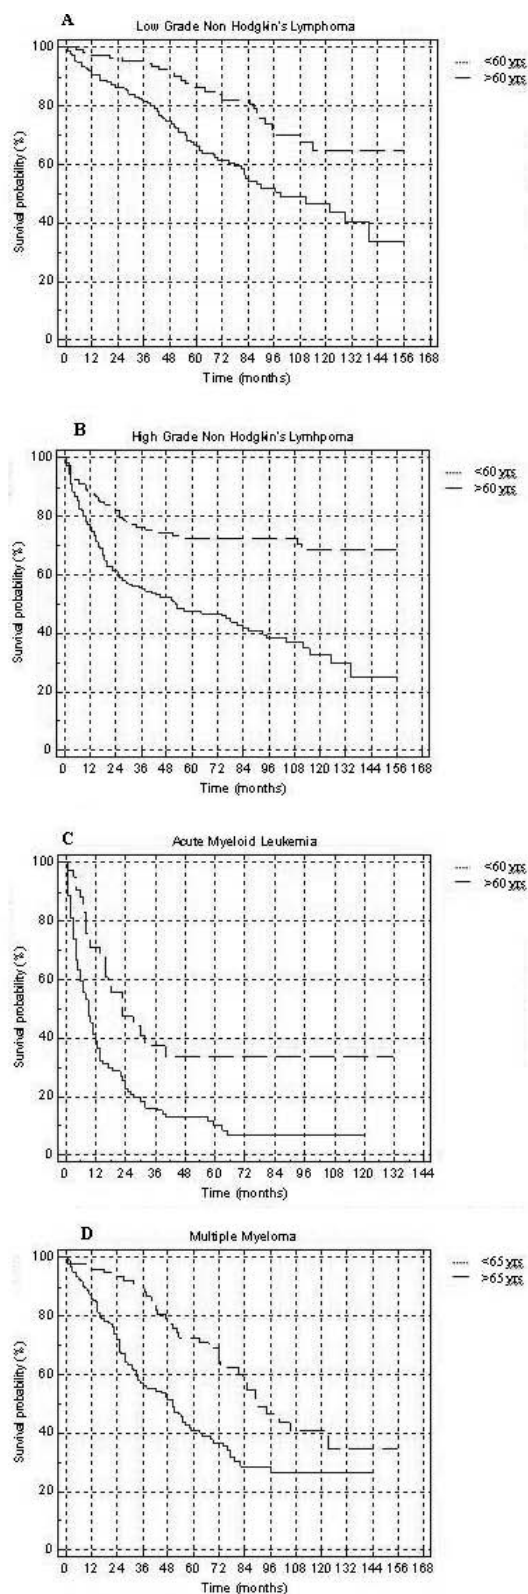 A
Low Grade Non Hodgkin's Lymphoma
<60 yrs
>60 yrs
Survival probability (%)
100
80
60
40
20
0
0 12 24 36 48 60 72 84 96 108 120 132 144 156 168
Time (months)
B
High Grade Non Hodgkin's Lymhpoma
<60 yrs
>60 yrs
Survival probability (%)
100
80
60
40
20
0
0 12 24 36 48 60 72 84 96 108 120 132 144 156 168
Time (months)
C
Acute Myeloid Leukemia
<60 yrs
>60 yrs
Survival probability (%)
100
80
60
40
20
0
0 12 24 36 48 60 72 84 96 108 120 132 144
Time (months)
D
Multiple Myeloma
<65 yrs
>65 yrs
Survival probability (%)
100
80
60
40
20
0
0 12 24 36 48 60 72 84 96 108 120 132 144 156 168
Time (months)